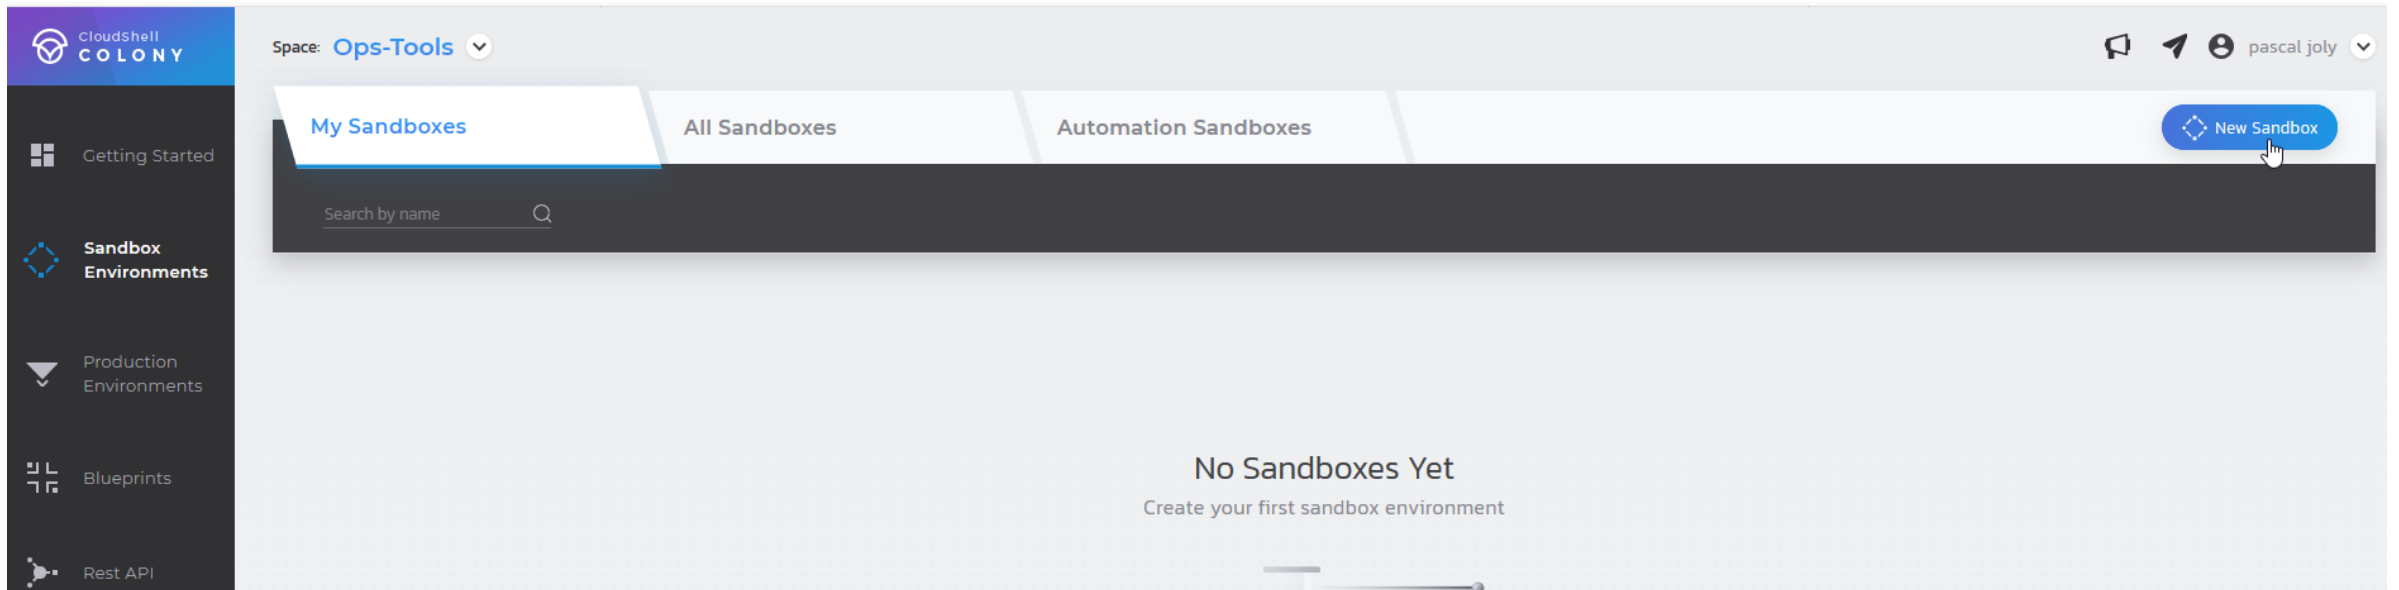 CloudShell
COLONY
Space: Ops-Tools
pascal joly
My Sandboxes
All Sandboxes
Automation Sandboxes
New Sandbox
Search by name
Getting Started
Sandbox
Environments
Production
Environments
Blueprints
Rest API
No Sandboxes Yet
Create your first sandbox environment